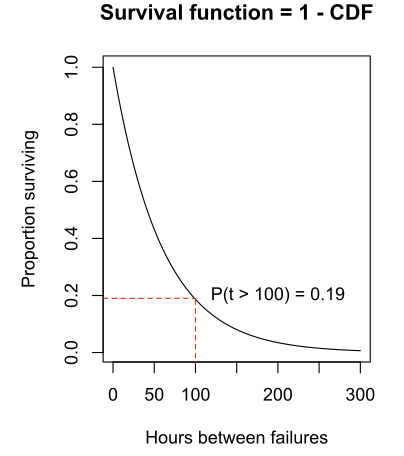 Survival function = 1 - CDF
Proportion surviving
1.0
0.8
0.6
0.4
0.2
0.0
P(t > 100) = 0.19
0 50 100 200 300
Hours between failures